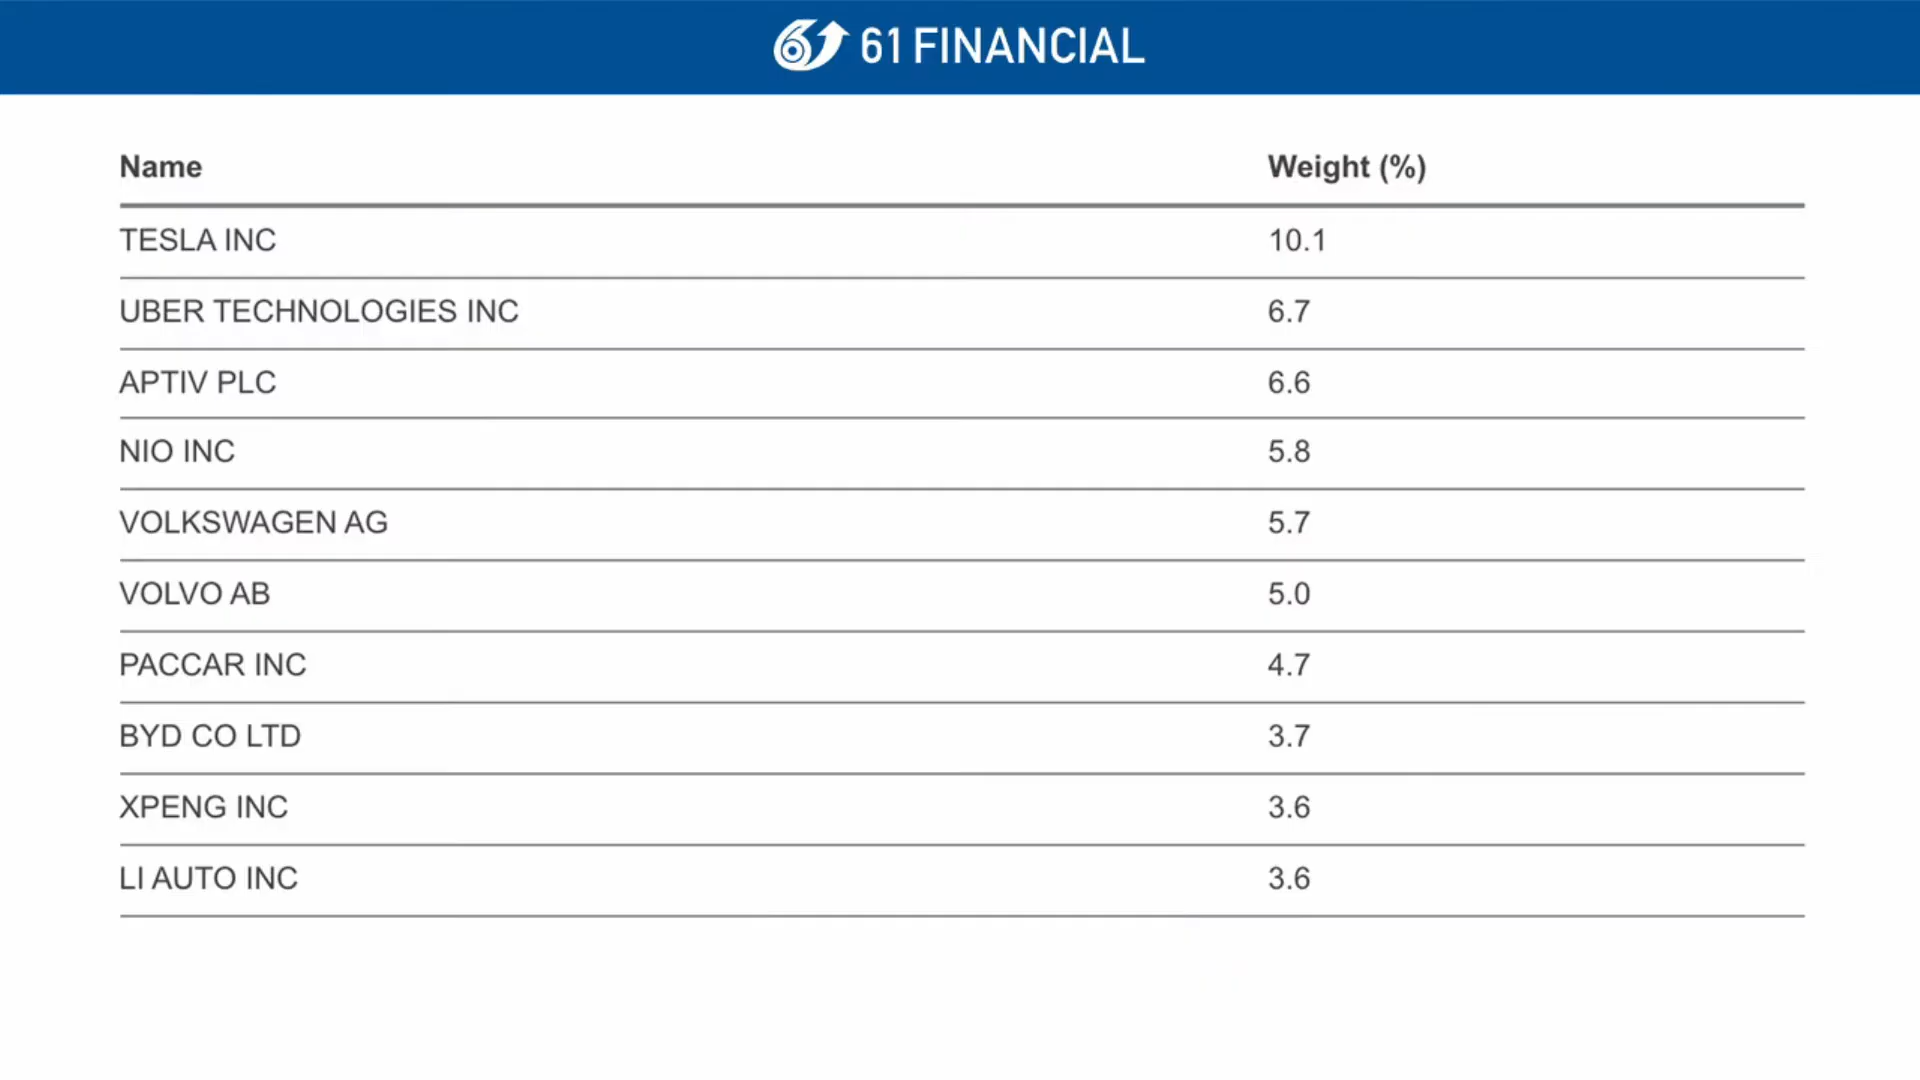 61 FINANCIAL
Name Weight (%)
TESLA INC 10.1
UBER TECHNOLOGIES INC 6.7
APTIV PLC 6.6
NIO INC 5.8
VOLKSWAGEN AG 5.7
VOLVO AB 5.0
PACCAR INC 4.7
BYD CO LTD 3.7
XPENG INC 3.6
LI AUTO INC 3.6